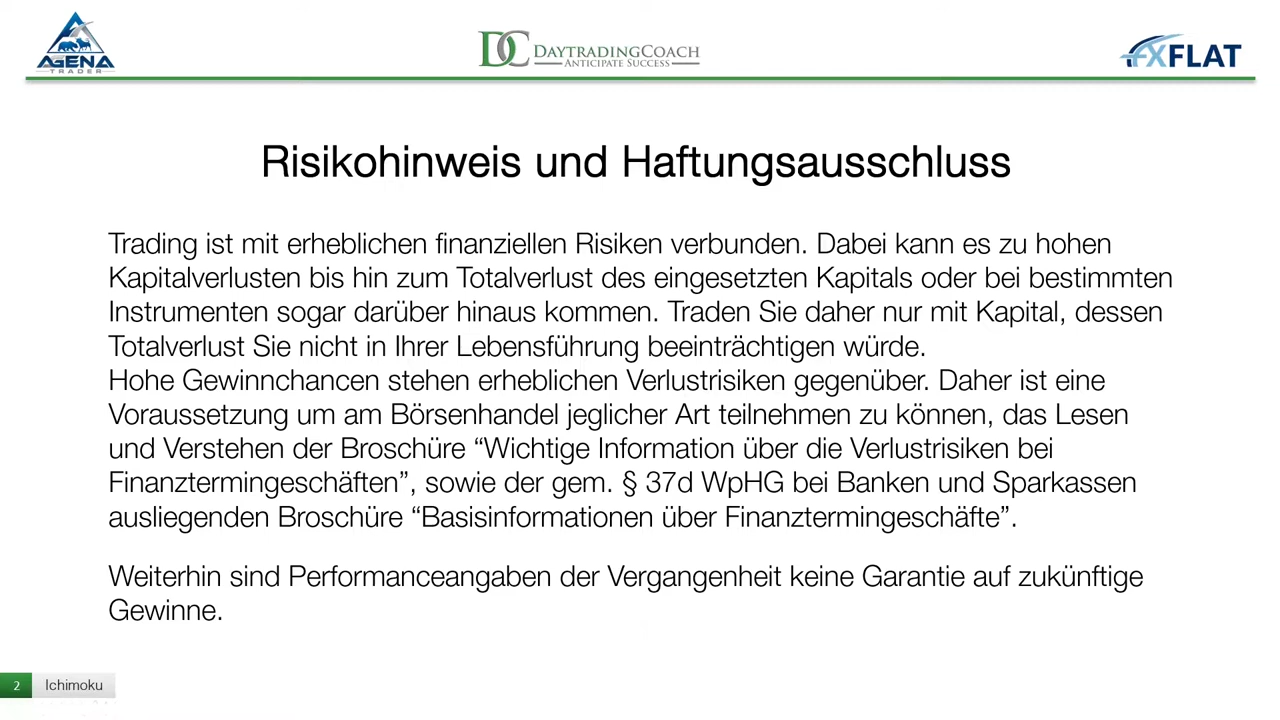 AGENA
TRADER
DC DAYTRADINGCOACH
ANTICIPATE SUCCESS
FXFLAT
Risikohinweis und Haftungsausschluss
Trading ist mit erheblichen finanziellen Risiken verbunden. Dabei kann es zu hohen
Kapitalverlusten bis hin zum Totalverlust des eingesetzten Kapitals oder bei bestimmten
Instrumenten sogar darüber hinaus kommen. Traden Sie daher nur mit Kapital, dessen
Totalverlust Sie nicht in Ihrer Lebensführung beeinträchtigen würde.
Hohe Gewinnchancen stehen erheblichen Verlustrisiken gegenüber. Daher ist eine
Voraussetzung um am Börsenhandel jeglicher Art teilnehmen zu können, das Lesen
und Verstehen der Broschüre “Wichtige Information über die Verlustrisiken bei
Finanztermingeschäften”, sowie der gem. § 37d WpHG bei Banken und Sparkassen
ausliegenden Broschüre “Basisinformationen über Finanztermingeschäfte”.
Weiterhin sind Performanceangaben der Vergangenheit keine Garantie auf zukünftige
Gewinne.
2 Ichimoku